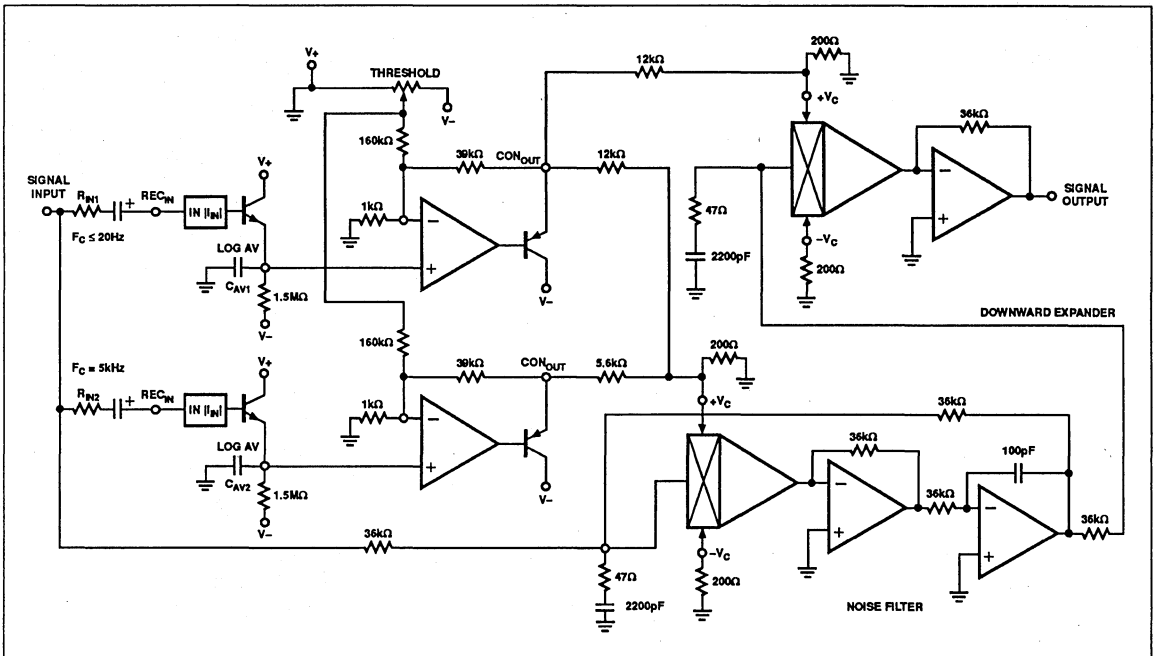 V+
THRESHOLD
V–
160kΩ
39kΩ
CONOUT
12kΩ
12kΩ
200Ω
+VC
36kΩ
SIGNAL
INPUT
RIN1
+
RECIN
IN |IIN|
V+
FC ≤ 20Hz
LOG AV
CAV1
1.5MΩ
V–
1kΩ
–
+
V–
47Ω
2200pF
–VC
200Ω
–
+
SIGNAL
OUTPUT
DOWNWARD EXPANDER
FC = 5kHz
RIN2
+
RECIN
IN |IIN|
V+
LOG AV
CAV2
1.5MΩ
V–
160kΩ
39kΩ
CONOUT
5.6kΩ
1kΩ
–
+
V–
200Ω
+VC
36kΩ
36kΩ
100pF
–
+
36kΩ
–
+
36kΩ
36kΩ
47Ω
2200pF
–VC
200Ω
NOISE FILTER